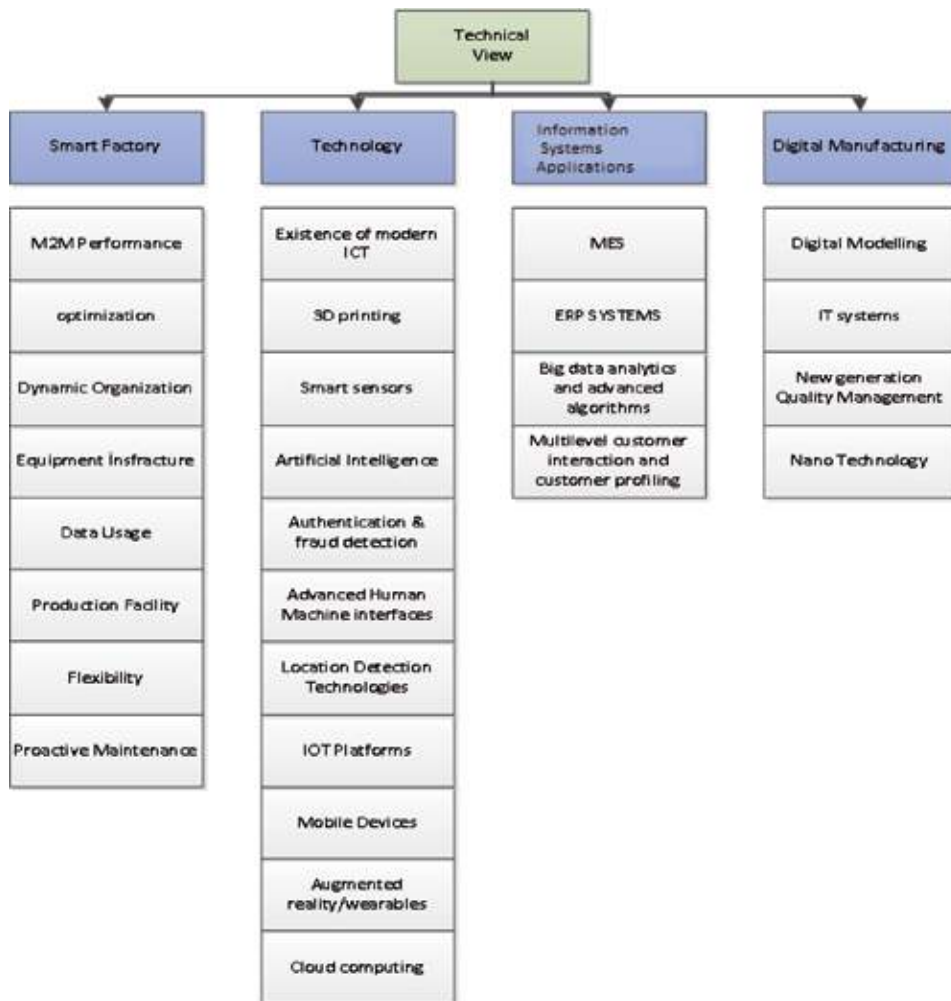 Technical
View
Smart Factory
Technology
Information
Systems
Applications
Digital Manufacturing
M2M Performance
optimization
Dynamic Organization
Equipment Insfracture
Data Usage
Production Facility
Flexibility
Proactive Maintenance
Existence of modern
ICT
3D printing
Smart sensors
Artificial Intelligence
Authentication &
fraud detection
Advanced Human
Machine interfaces
Location Detection
Technologies
IOT Platforms
Mobile Devices
Augmented
reality/wearables
Cloud computing
MES
ERP SYSTEMS
Big data analytics
and advanced
algorithms
Multilevel customer
interaction and
customer profiling
Digital Modelling
IT systems
New generation
Quality Management
Nano Technology